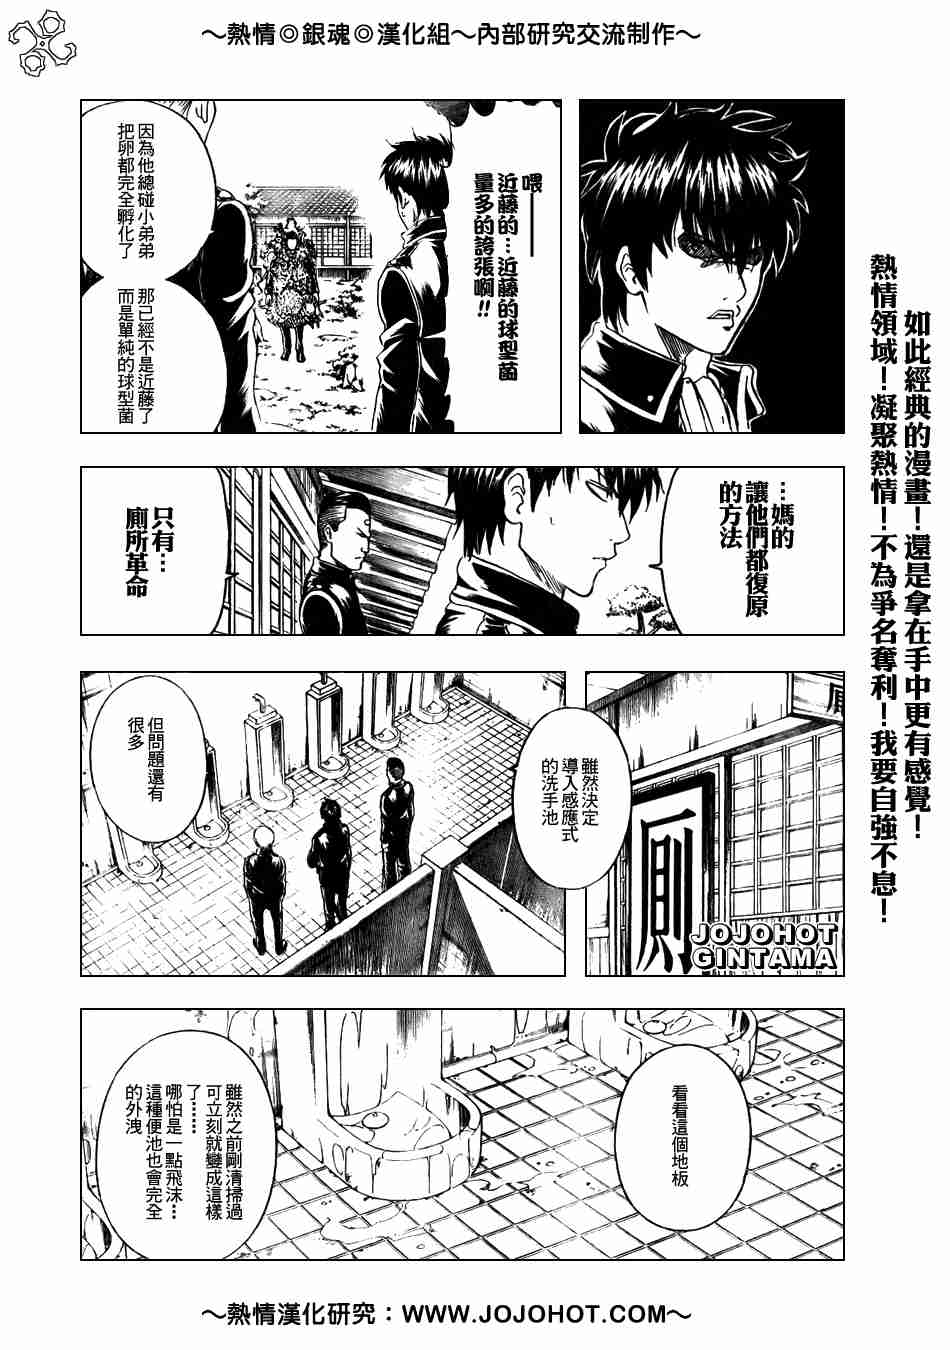 ～熱情◎銀魂◎漢化組～內部研究交流制作～
喂——
近藤的…近藤的球型菌
量多的誇張啊!!
因為他總碰小弟弟
把卵都完全孵化了
那已經不是近藤了
而是單純的球型菌
…媽的
讓他們都復原
的方法
只有…
廁所革命
廁
雖然決定
導入感應式
的洗手池
但問題還有
很多
廁
JOJOHOT
GINTAMA
看看這個地板
雖然之前剛清掃過
可立刻就變成這樣
了……
哪怕是一點飛沫…
這種便池也會完全
的外洩
如此經典的漫畫！還是拿在手中更有感覺！
熱情領域！凝聚熱情！不為爭名奪利！我要自強不息！
～熱情漢化研究：WWW.JOJOHOT.COM～